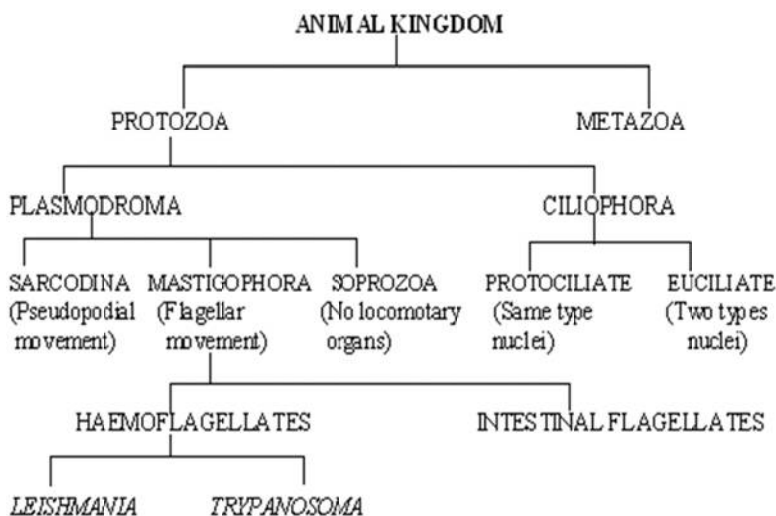 ANIMAL KINGDOM
PROTOZOA METAZOA
PLASMODROMA CILIOPHORA
SARCODINA MASTIGOPHORA SOPROZOA PROTOCILIATE EUCILIATE
(Pseudopodial (Flagellar (No locomotary (Same type (Two types
movement) movement) organs) nuclei) nuclei)
HAEMOFLAGELLATES INTESTINAL FLAGELLATES
LEISHMANIA TRYPANOSOMA